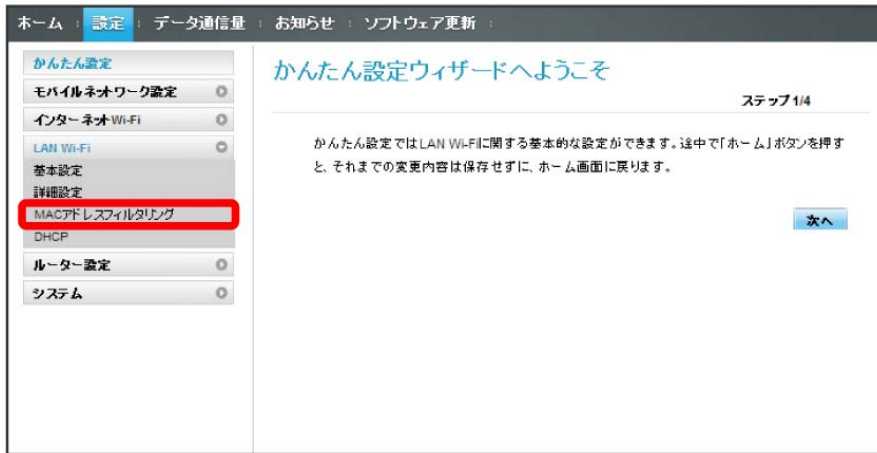 ホーム 設定 データ通信量 お知らせ ソフトウェア更新
かんたん設定
モバイルネットワーク設定
インターネットWi-Fi
LAN Wi-Fi
基本設定
詳細設定
MACアドレスフィルタリング
DHCP
ルーター設定
システム
かんたん設定ウィザードへようこそ
ステップ1/4
かんたん設定ではLAN Wi-Fiに関する基本的な設定ができます。途中で「ホーム」ボタンを押す
と、それまでの変更内容は保存せずに、ホーム画面に戻ります。
次へ